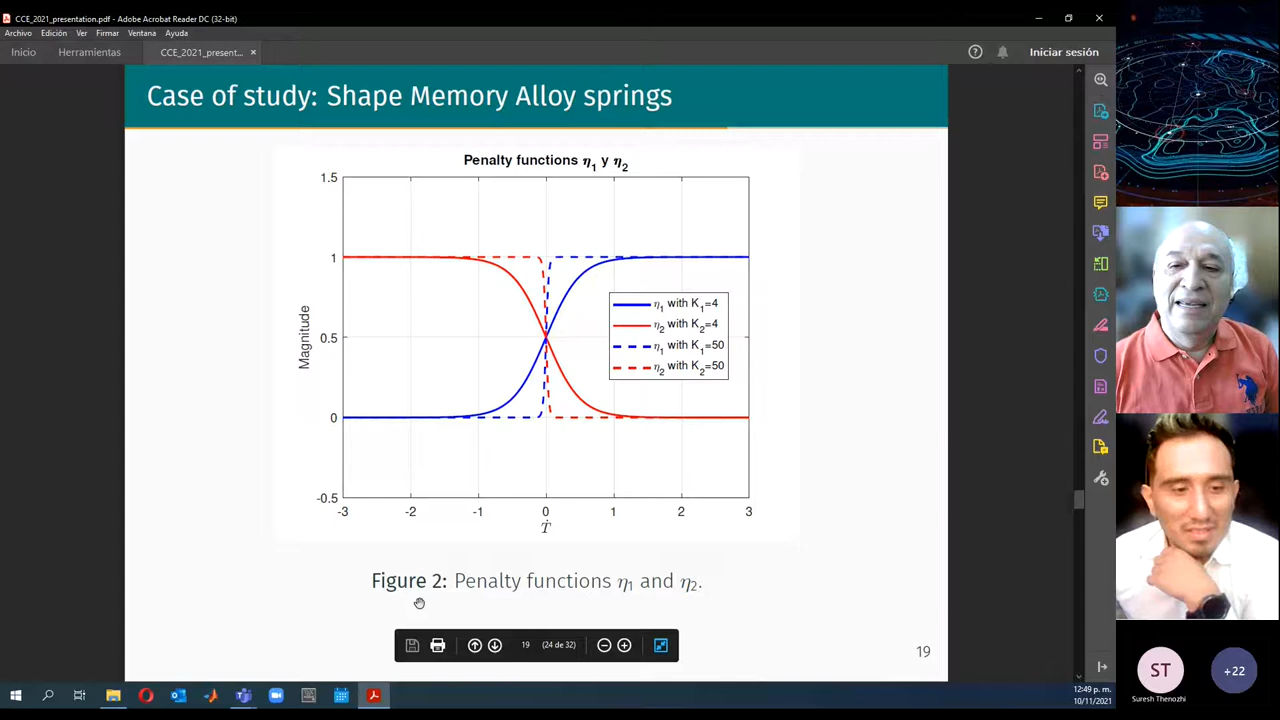 CCE_2021_presentation.pdf - Adobe Acrobat Reader DC (32-bit)
Archivo Edición Ver Firmar Ventana Ayuda
Inicio Herramientas CCE_2021_present... × Iniciar sesión
Case of study: Shape Memory Alloy springs
Penalty functions η1 y η2
1.5
1
0.5
0
-0.5
Magnitude
-3 -2 -1 0 1 2 3
Ṫ
η1 with K1=4
η2 with K2=4
η1 with K1=50
η2 with K2=50
Figure 2: Penalty functions η1 and η2.
19 (24 de 32)
19
ST
Suresh Thenozhi
+22
12:49 p. m.
10/11/2021